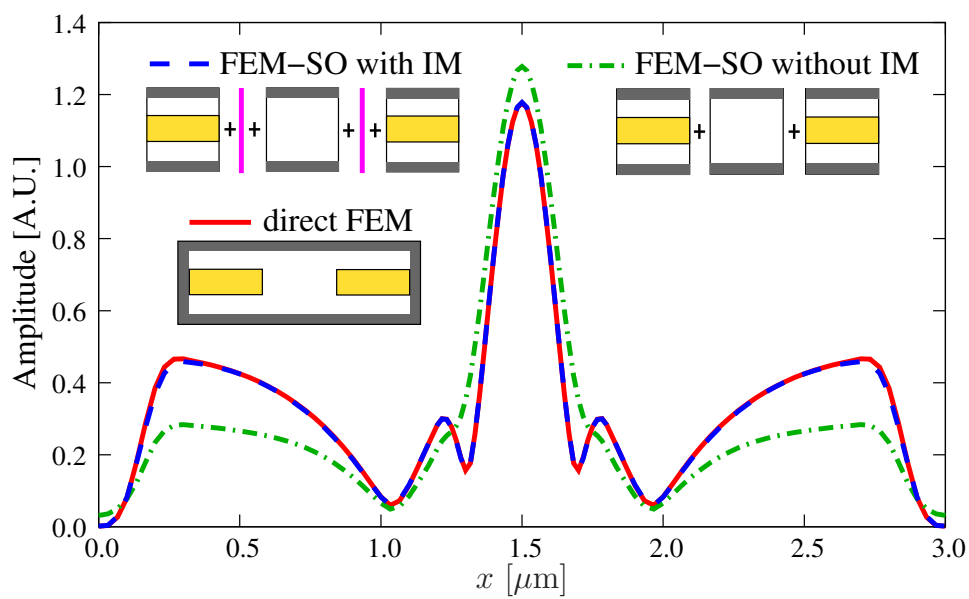 1.4
1.2
1.0
0.8
0.6
0.4
0.2
0.0
Amplitude [A.U.]
FEM−SO with IM
FEM−SO without IM
+ + + +
+ +
direct FEM
0.0 0.5 1.0 1.5 2.0 2.5 3.0
x [μm]